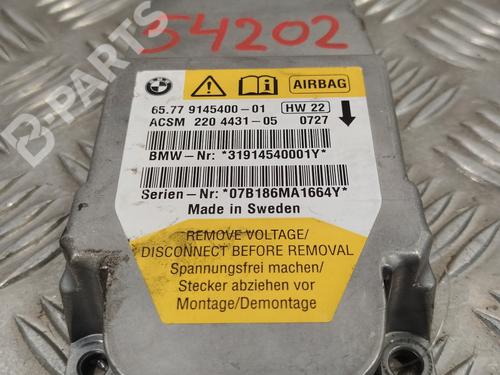 54202
B-PARTS
BMW
AIRBAG
65.77 9145400-01 HW 22
ACSM 220 4431-05 0727
BMW-Nr: *31914540001Y*
Serien-Nr: *07B186MA1664Y*
Made in Sweden
REMOVE VOLTAGE/
DISCONNECT BEFORE REMOVAL
Spannungsfrei machen/
Stecker abziehen vor
Montage/Demontage